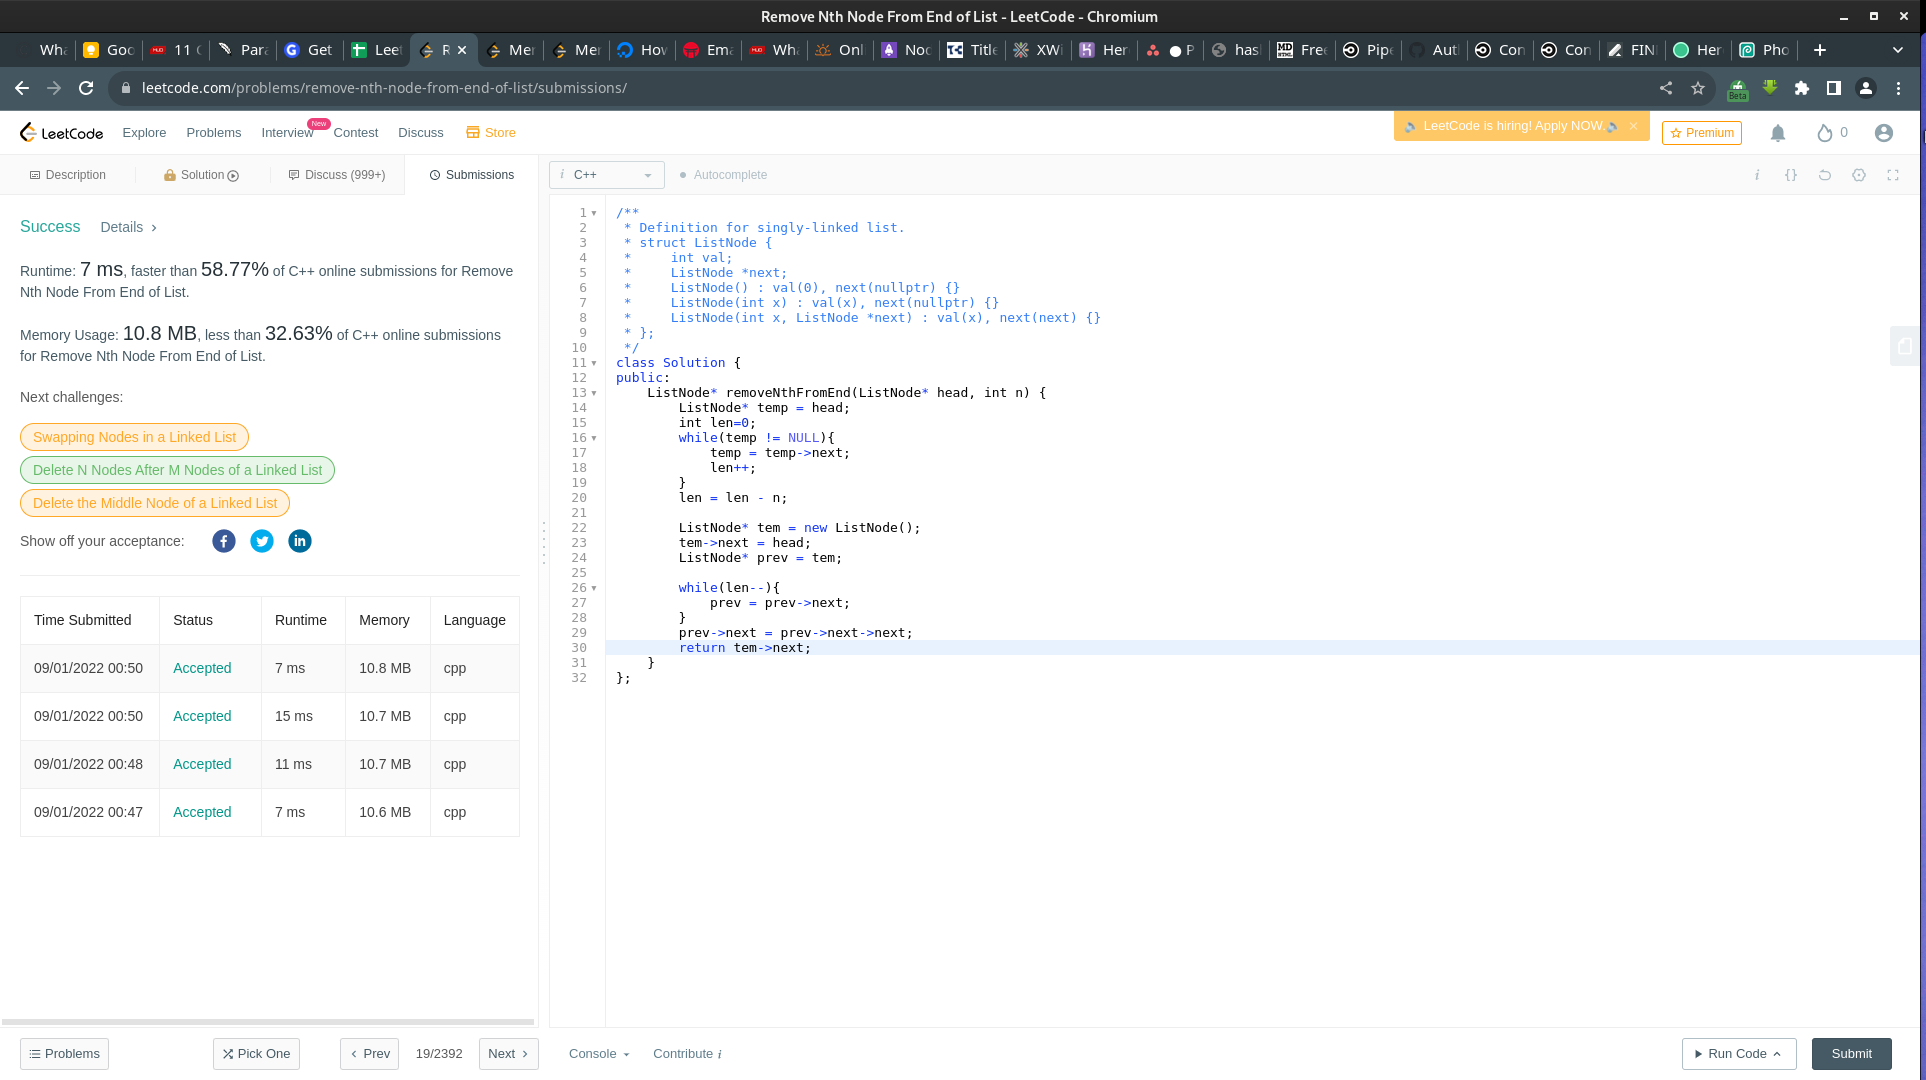 Remove Nth Node From End of List - LeetCode - Chromium
Wha Goo 11 Para Get Leet R Mer Mer How Ema Wha Onl Noc Title XWi Her P hasl Free Pipe Aut Con Con FIN Her Pho
leetcode.com/problems/remove-nth-node-from-end-of-list/submissions/
Beta
LeetCode Explore Problems Interview New Contest Discuss Store
LeetCode is hiring! Apply NOW.
Premium 0
Description Solution Discuss (999+) Submissions
i C++ Autocomplete
i {}
Success Details >
Runtime: 7 ms, faster than 58.77% of C++ online submissions for Remove
Nth Node From End of List.
Memory Usage: 10.8 MB, less than 32.63% of C++ online submissions
for Remove Nth Node From End of List.
Next challenges:
Swapping Nodes in a Linked List
Delete N Nodes After M Nodes of a Linked List
Delete the Middle Node of a Linked List
Show off your acceptance:
Time Submitted Status Runtime Memory Language
09/01/2022 00:50 Accepted 7 ms 10.8 MB cpp
09/01/2022 00:50 Accepted 15 ms 10.7 MB cpp
09/01/2022 00:48 Accepted 11 ms 10.7 MB cpp
09/01/2022 00:47 Accepted 7 ms 10.6 MB cpp
1 /**
2 * Definition for singly-linked list.
3 * struct ListNode {
4 *     int val;
5 *     ListNode *next;
6 *     ListNode() : val(0), next(nullptr) {}
7 *     ListNode(int x) : val(x), next(nullptr) {}
8 *     ListNode(int x, ListNode *next) : val(x), next(next) {}
9 * };
10 */
11 class Solution {
12 public:
13     ListNode* removeNthFromEnd(ListNode* head, int n) {
14         ListNode* temp = head;
15         int len=0;
16         while(temp != NULL){
17             temp = temp->next;
18             len++;
19         }
20         len = len - n;
21
22         ListNode* tem = new ListNode();
23         tem->next = head;
24         ListNode* prev = tem;
25
26         while(len--){
27             prev = prev->next;
28         }
29         prev->next = prev->next->next;
30         return tem->next;
31     }
32 };
Problems Pick One < Prev 19/2392 Next > Console Contribute i Run Code Submit